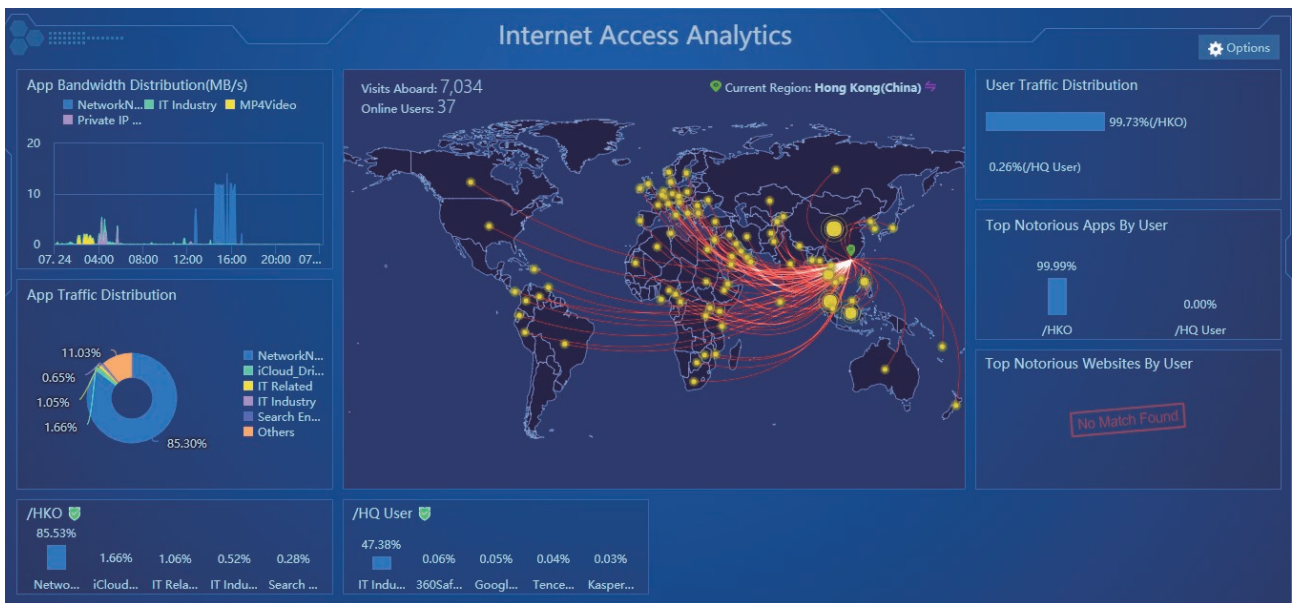 Internet Access Analytics
Options
App Bandwidth Distribution(MB/s)
NetworkN... IT Industry MP4Video
Private IP ...
20
10
0
07. 24 04:00 08:00 12:00 16:00 20:00 07...
Visits Aboard: 7,034
Online Users: 37
Current Region: Hong Kong(China)
User Traffic Distribution
99.73%(/HKO)
0.26%(/HQ User)
Top Notorious Apps By User
99.99%
0.00%
/HKO
/HQ User
App Traffic Distribution
11.03%
0.65%
1.05%
1.66%
85.30%
NetworkN...
iCloud_Dri...
IT Related
IT Industry
Search En...
Others
Top Notorious Websites By User
No Match Found
/HKO
85.53% 1.66% 1.06% 0.52% 0.28%
Netwo... iCloud... IT Rela... IT Indu... Search ...
/HQ User
47.38% 0.06% 0.05% 0.04% 0.03%
IT Indu... 360Saf... Googl... Tence... Kasper...